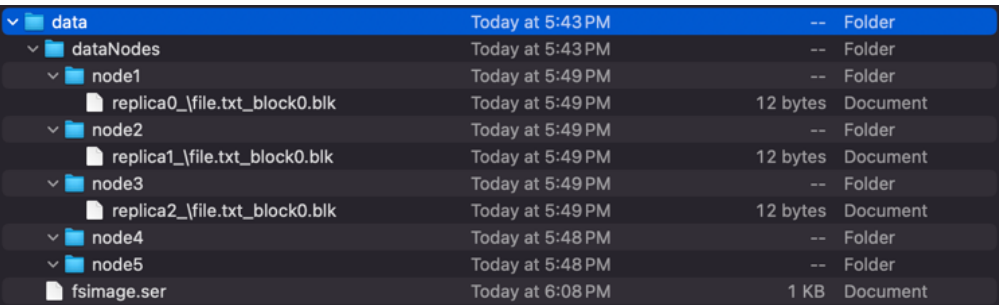 data Today at 5:43 PM -- Folder
dataNodes Today at 5:43 PM -- Folder
node1 Today at 5:49 PM -- Folder
replica0_\file.txt_block0.blk Today at 5:49 PM 12 bytes Document
node2 Today at 5:49 PM -- Folder
replica1_\file.txt_block0.blk Today at 5:49 PM 12 bytes Document
node3 Today at 5:49 PM -- Folder
replica2_\file.txt_block0.blk Today at 5:49 PM 12 bytes Document
node4 Today at 5:48 PM -- Folder
node5 Today at 5:48 PM -- Folder
fsimage.ser Today at 6:08 PM 1 KB Document